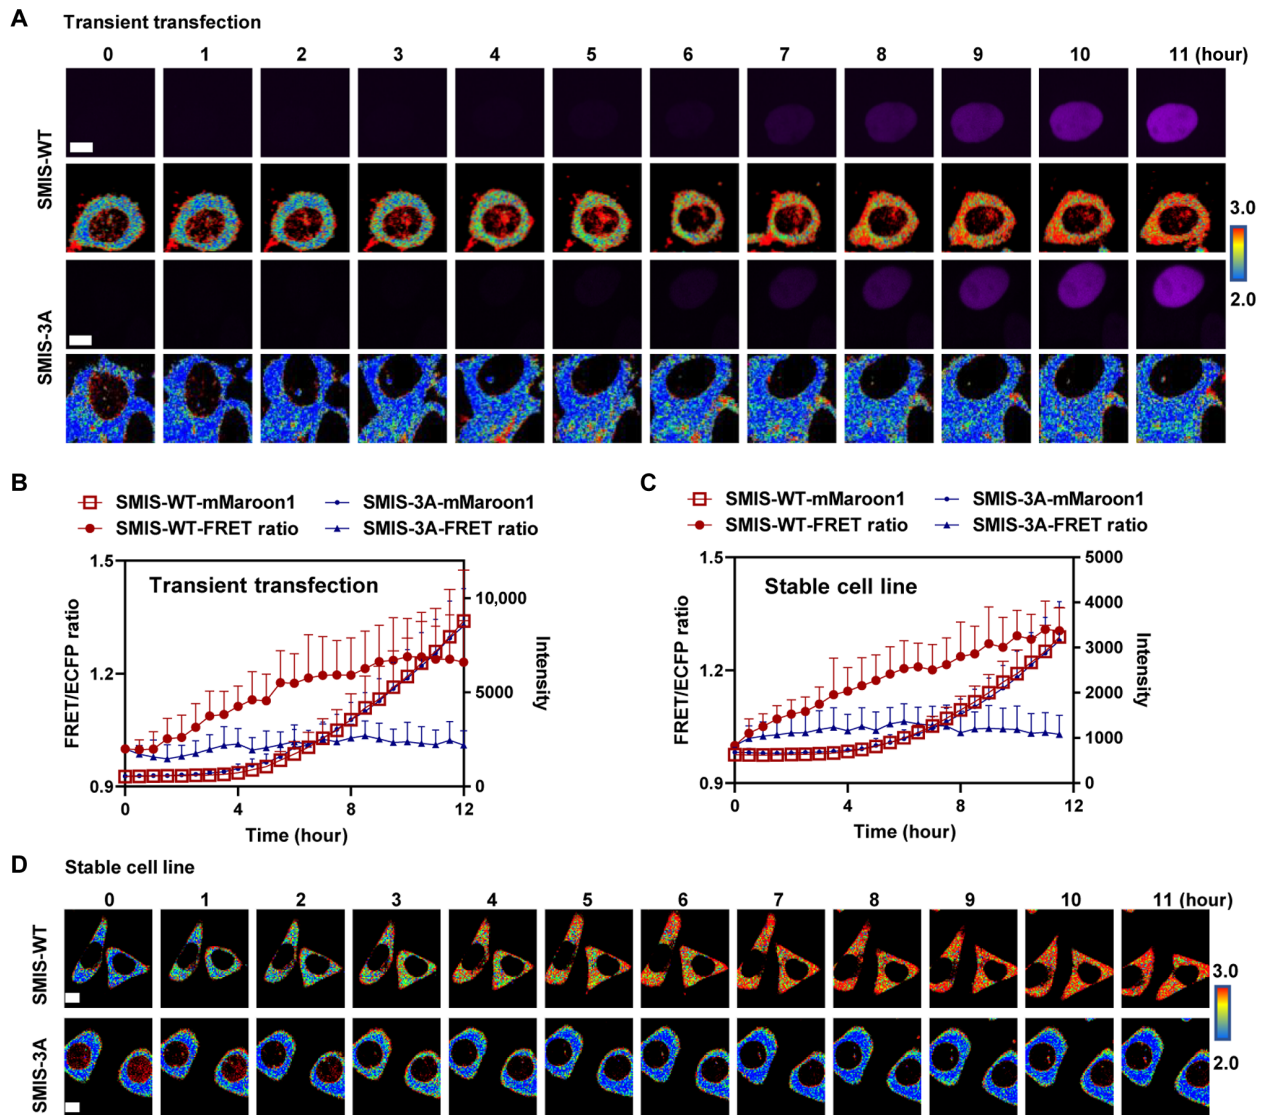 A
Transient transfection
0 1 2 3 4 5 6 7 8 9 10 11 (hour)
SMIS-WT
SMIS-3A
3.0
2.0
B
SMIS-WT-mMaroon1 SMIS-3A-mMaroon1
SMIS-WT-FRET ratio SMIS-3A-FRET ratio
Transient transfection
FRET/ECFP ratio
1.5
1.2
0.9
10,000
5000
0
Intensity
0 4 8 12
Time (hour)
C
SMIS-WT-mMaroon1 SMIS-3A-mMaroon1
SMIS-WT-FRET ratio SMIS-3A-FRET ratio
Stable cell line
FRET/ECFP ratio
1.5
1.2
0.9
5000
4000
3000
2000
1000
0
Intensity
0 4 8 12
Time (hour)
D
Stable cell line
0 1 2 3 4 5 6 7 8 9 10 11 (hour)
SMIS-WT
SMIS-3A
3.0
2.0